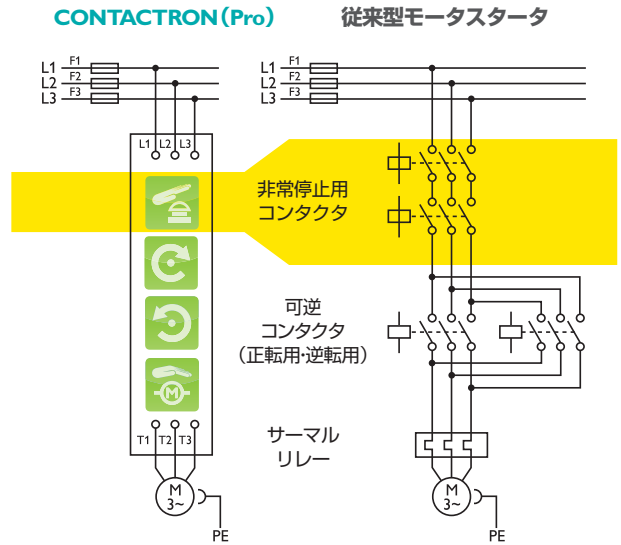 CONTACTRON(Pro)
従来型モータスタータ
L1 F1
L2 F2
L3 F3
L1 F1
L2 F2
L3 F3
L1 L2 L3
非常停止用
コンタクタ
可逆
コンタクタ
(正転用・逆転用)
M
サーマル
リレー
T1 T2 T3
M
3~
PE
M
3~
PE